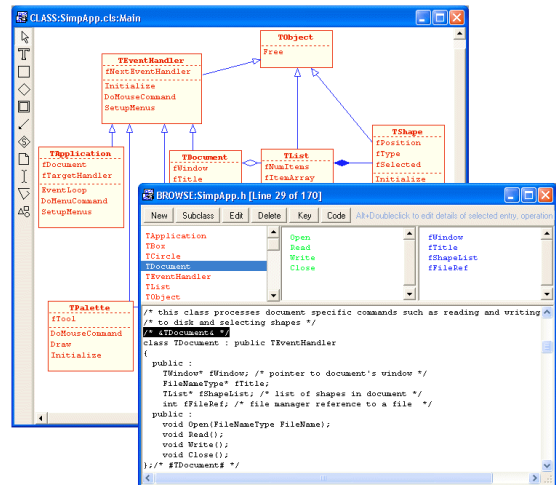 CLASS:SimpApp.cls:Main
TObject
Free
TEventHandler
fNextEventHandler
Initialize
DoMouseCommand
SetupMenus
TShape
fPosition
fType
fSelected
Initialize
TApplication
fDocument
fTargetHandler
EventLoop
DoMenuCommand
SetupMenus
TDocument
fWindow
fTitle
TList
fNumItems
fItemArray
TPalette
fTool
DoMouseCommand
Draw
Initialize
BROWSE:SimpApp.h [Line 29 of 170]
New Subclass Edit Delete Key Code Alt+Doubleclick to edit details of selected entry, operation
TApplication
TBox
TCircle
TDocument
TEventHandler
TList
TObject
Open
Read
Write
Close
fWindow
fTitle
fShapeList
fFileRef
/* this class processes document specific commands such as reading and writing
/* to disk and selecting shapes */
/* &TDocument& */
class TDocument : public TEventHandler
{
public :
TWindow* fWindow; /* pointer to document's window */
FileNameType* fTitle;
TList* fShapeList; /* list of shapes in document */
int fFileRef; /* file manager reference to a file */
public :
void Open(FileNameType FileName);
void Read();
void Write();
void Close();
};/* #TDocument# */